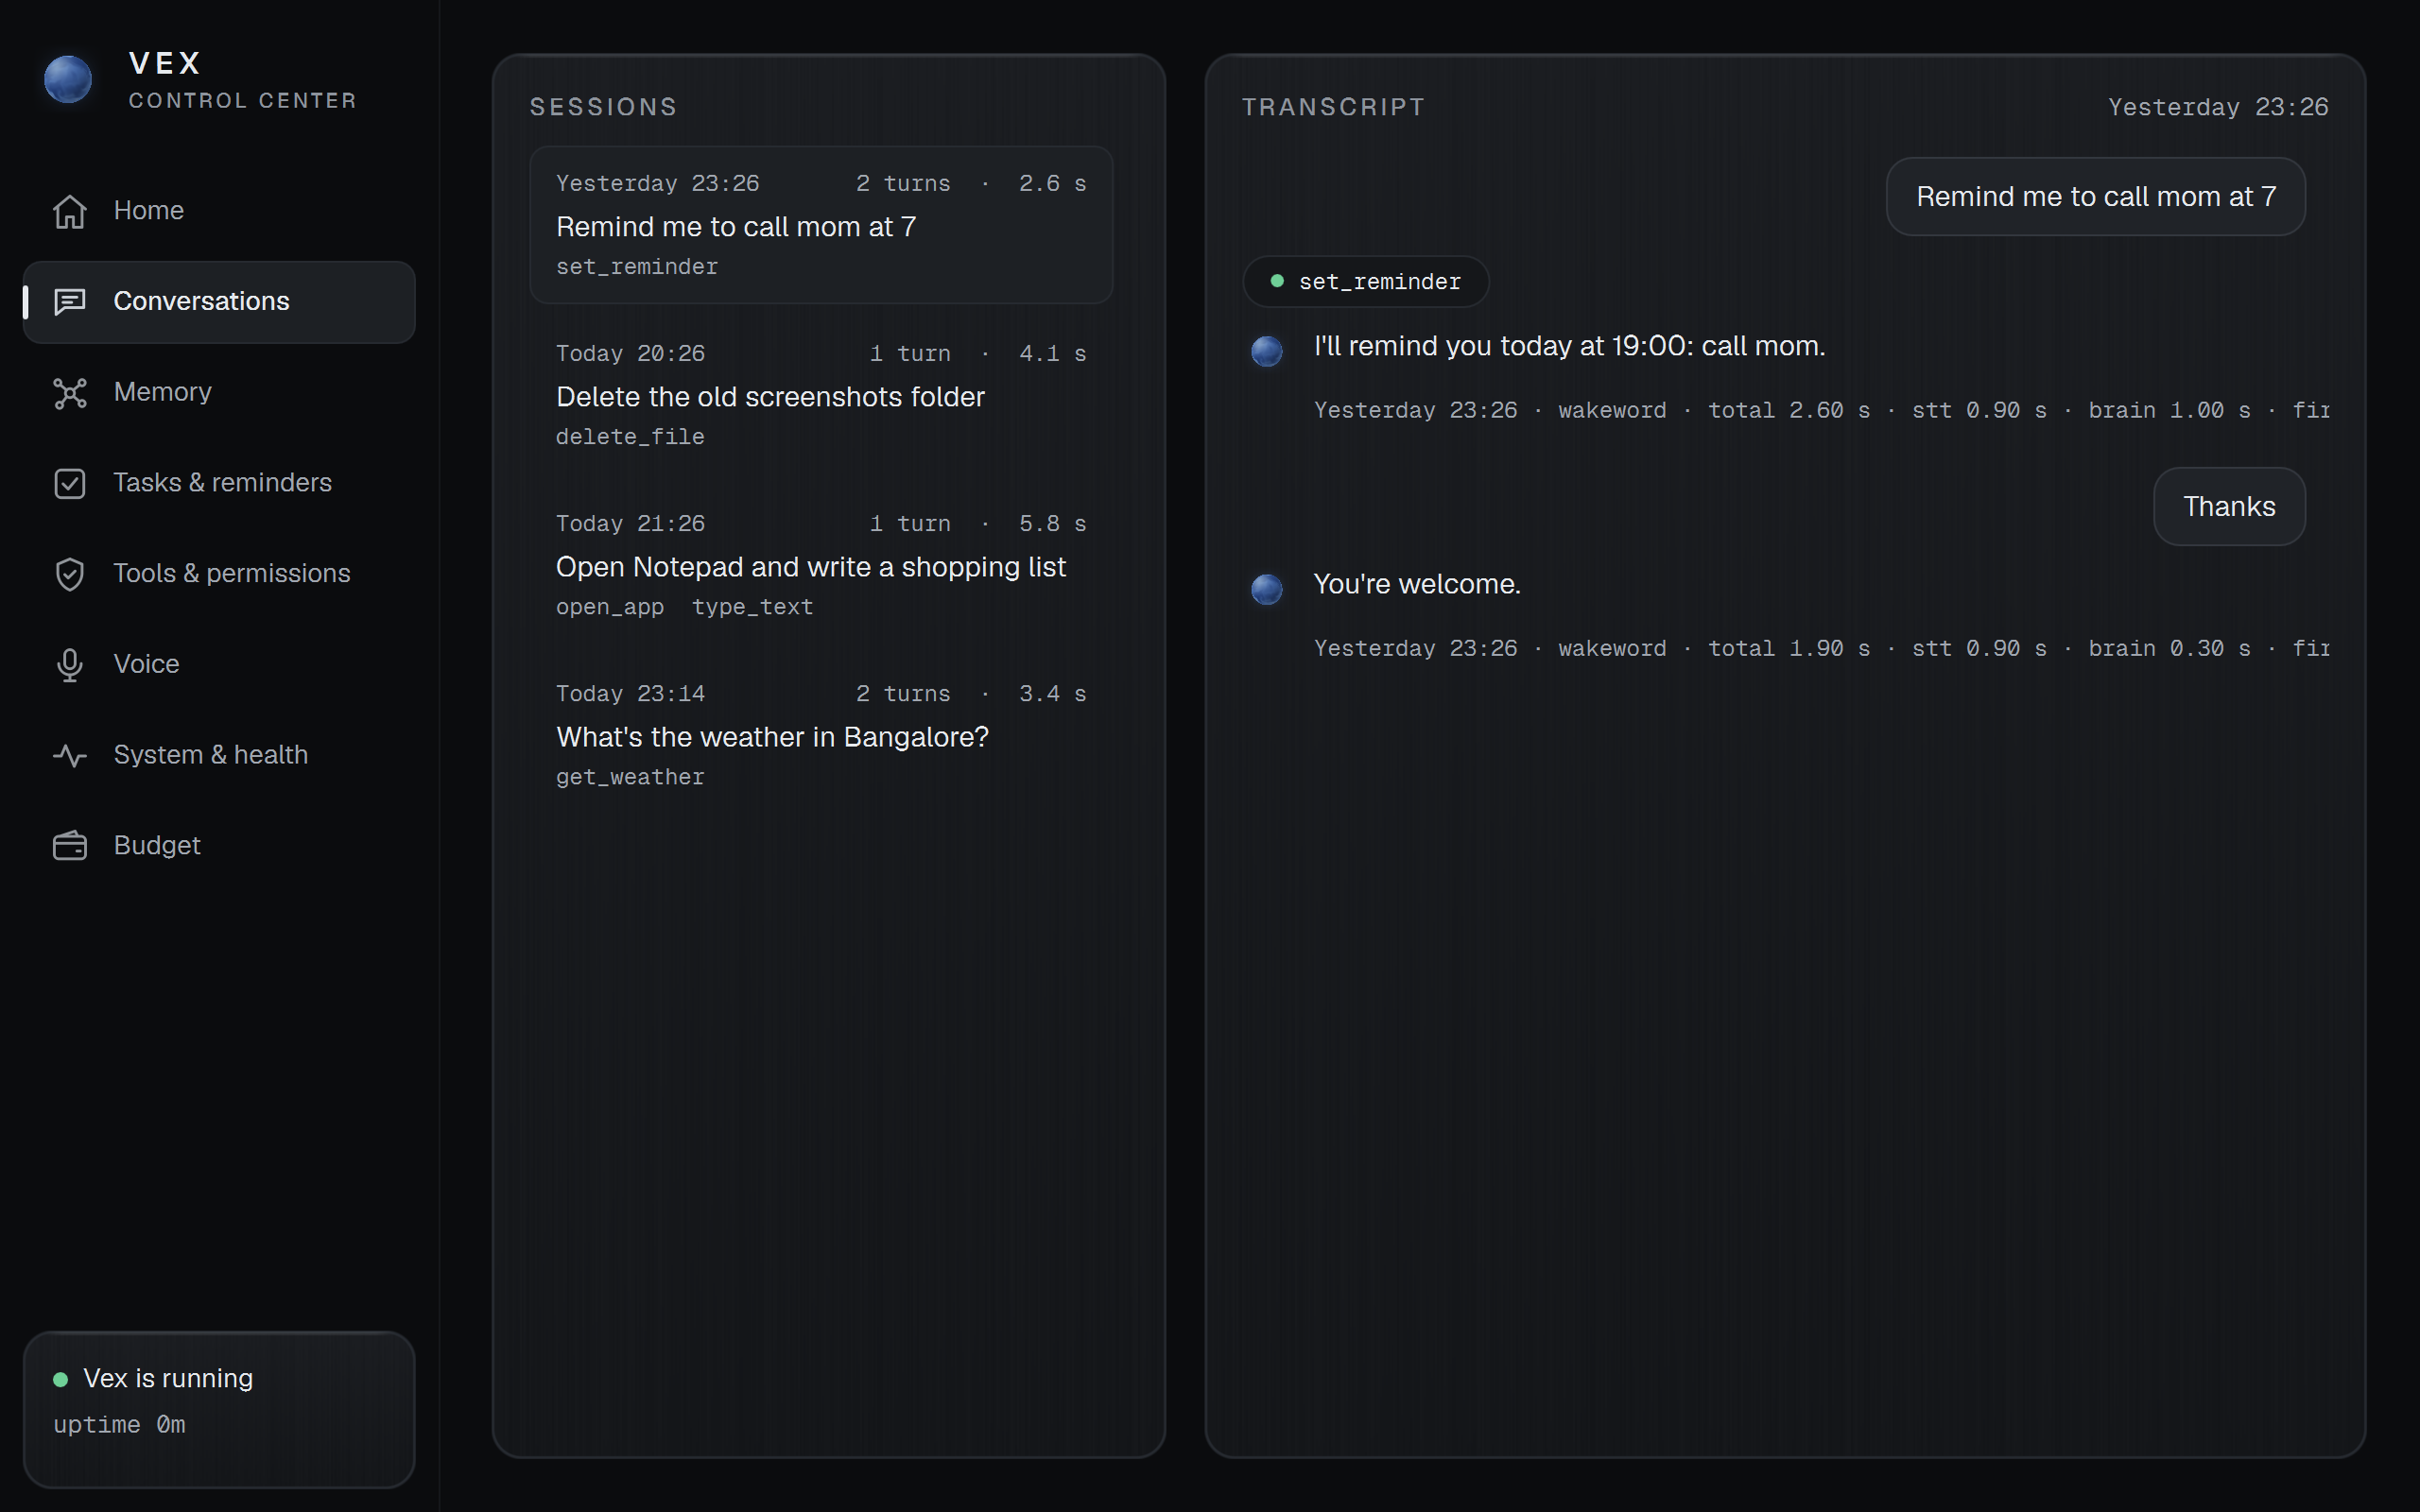 VEX
CONTROL CENTER
Home
Conversations
Memory
Tasks & reminders
Tools & permissions
Voice
System & health
Budget
Vex is running
uptime 0m
SESSIONS
Yesterday 23:26 2 turns · 2.6 s
Remind me to call mom at 7
set_reminder
Today 20:26 1 turn · 4.1 s
Delete the old screenshots folder
delete_file
Today 21:26 1 turn · 5.8 s
Open Notepad and write a shopping list
open_app type_text
Today 23:14 2 turns · 3.4 s
What's the weather in Bangalore?
get_weather
TRANSCRIPT Yesterday 23:26
Remind me to call mom at 7
set_reminder
I'll remind you today at 19:00: call mom.
Yesterday 23:26 · wakeword · total 2.60 s · stt 0.90 s · brain 1.00 s ·
Thanks
You're welcome.
Yesterday 23:26 · wakeword · total 1.90 s · stt 0.90 s · brain 0.30 s ·